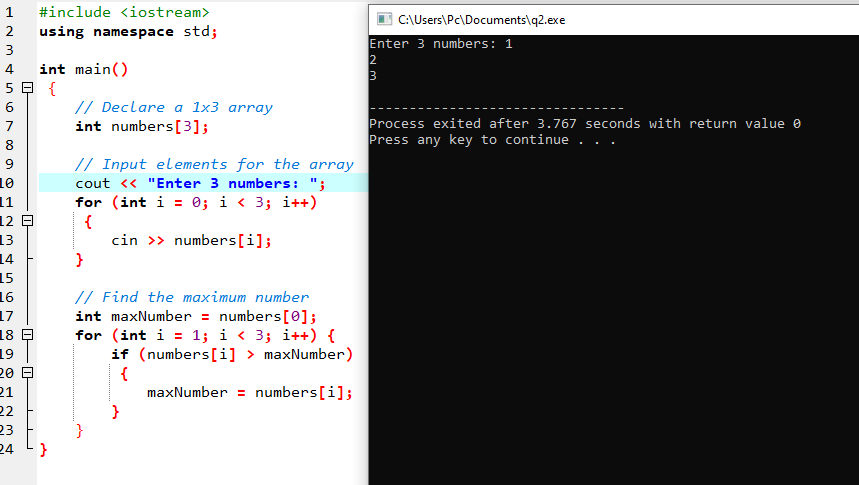 1 #include <iostream>
2 using namespace std;
3
4 int main()
5 {
6 // Declare a 1x3 array
7 int numbers[3];
8
9 // Input elements for the array
10 cout << "Enter 3 numbers: ";
11 for (int i = 0; i < 3; i++)
12 {
13 cin >> numbers[i];
14 }
15
16 // Find the maximum number
17 int maxNumber = numbers[0];
18 for (int i = 1; i < 3; i++) {
19 if (numbers[i] > maxNumber)
20 {
21 maxNumber = numbers[i];
22 }
23 }
24 }
C:\Users\Pc\Documents\q2.exe
Enter 3 numbers: 1
2
3
--------------------------------
Process exited after 3.767 seconds with return value 0
Press any key to continue . . .